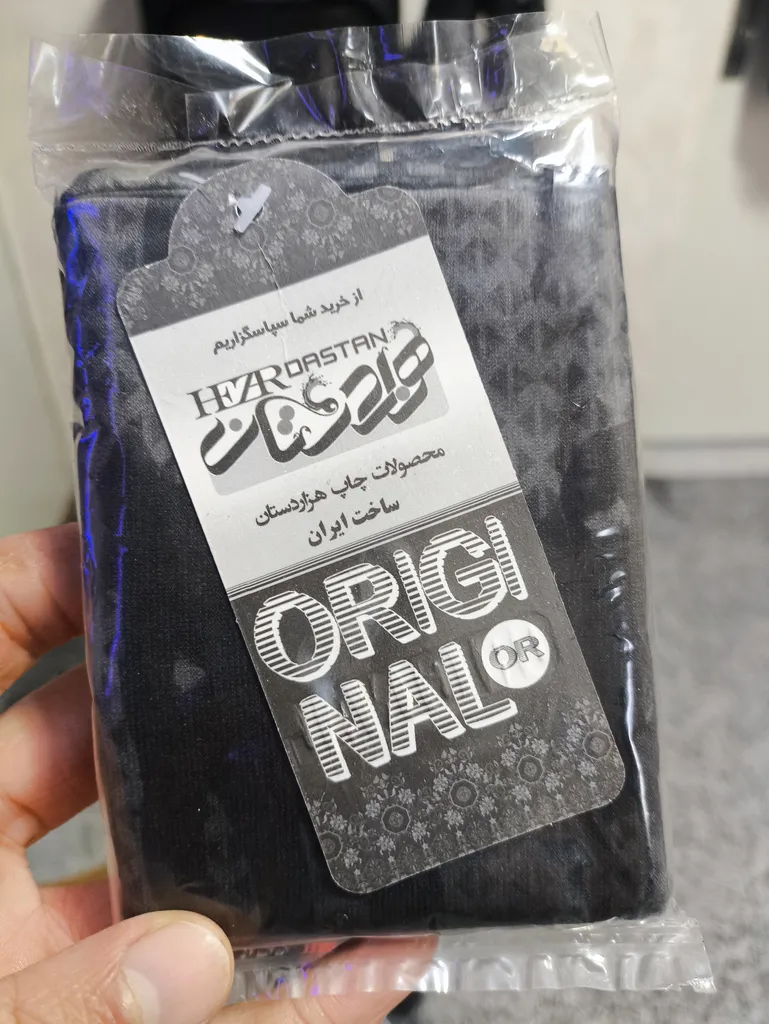 از خرید شما سپاسگزاریم
HEZAR DASTAN
هزاردستان
محصولات چاپ هزاردستان
ساخت ایران
ORIGI
NAL OR